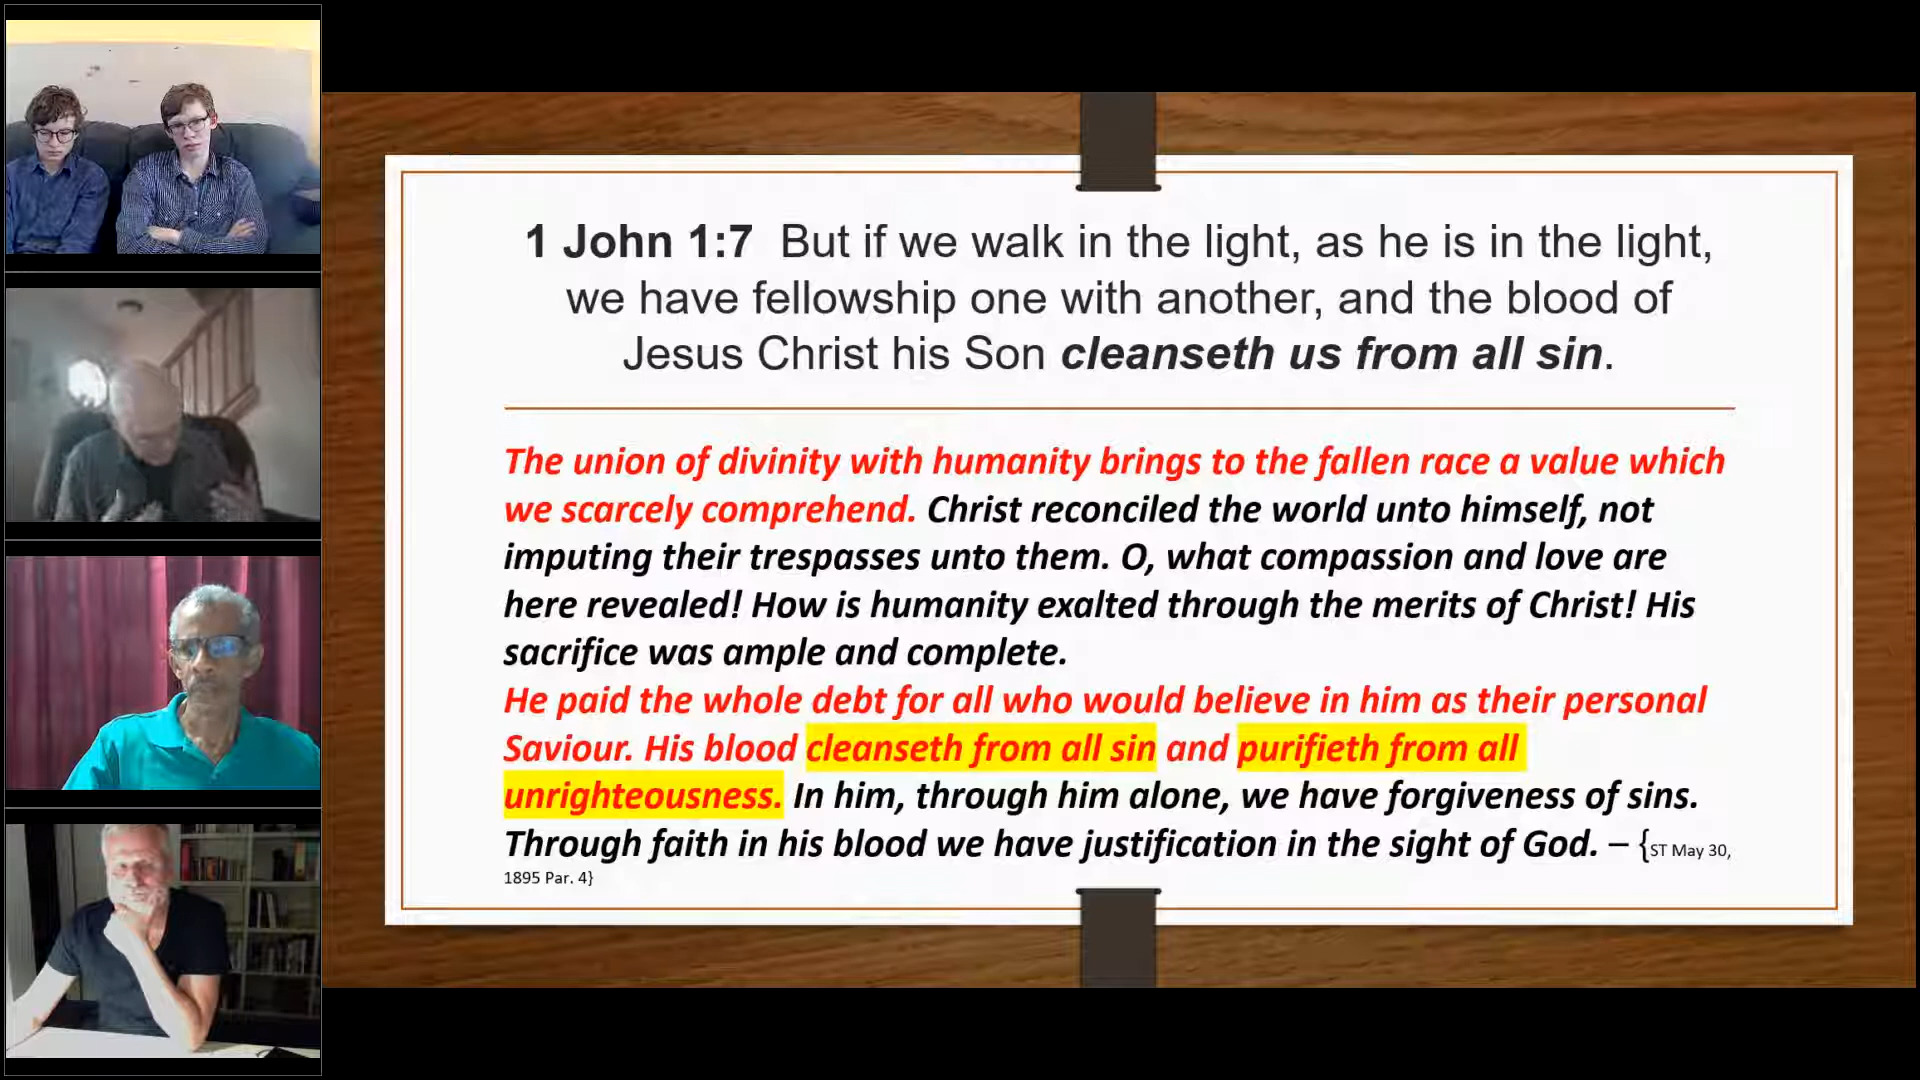 1 John 1:7 But if we walk in the light, as he is in the light,
we have fellowship one with another, and the blood of
Jesus Christ his Son cleanseth us from all sin.
The union of divinity with humanity brings to the fallen race a value which
we scarcely comprehend. Christ reconciled the world unto himself, not
imputing their trespasses unto them. O, what compassion and love are
here revealed! How is humanity exalted through the merits of Christ! His
sacrifice was ample and complete.
He paid the whole debt for all who would believe in him as their personal
Saviour. His blood cleanseth from all sin and purifieth from all
unrighteousness. In him, through him alone, we have forgiveness of sins.
Through faith in his blood we have justification in the sight of God. – {ST May 30,
1895 Par. 4}